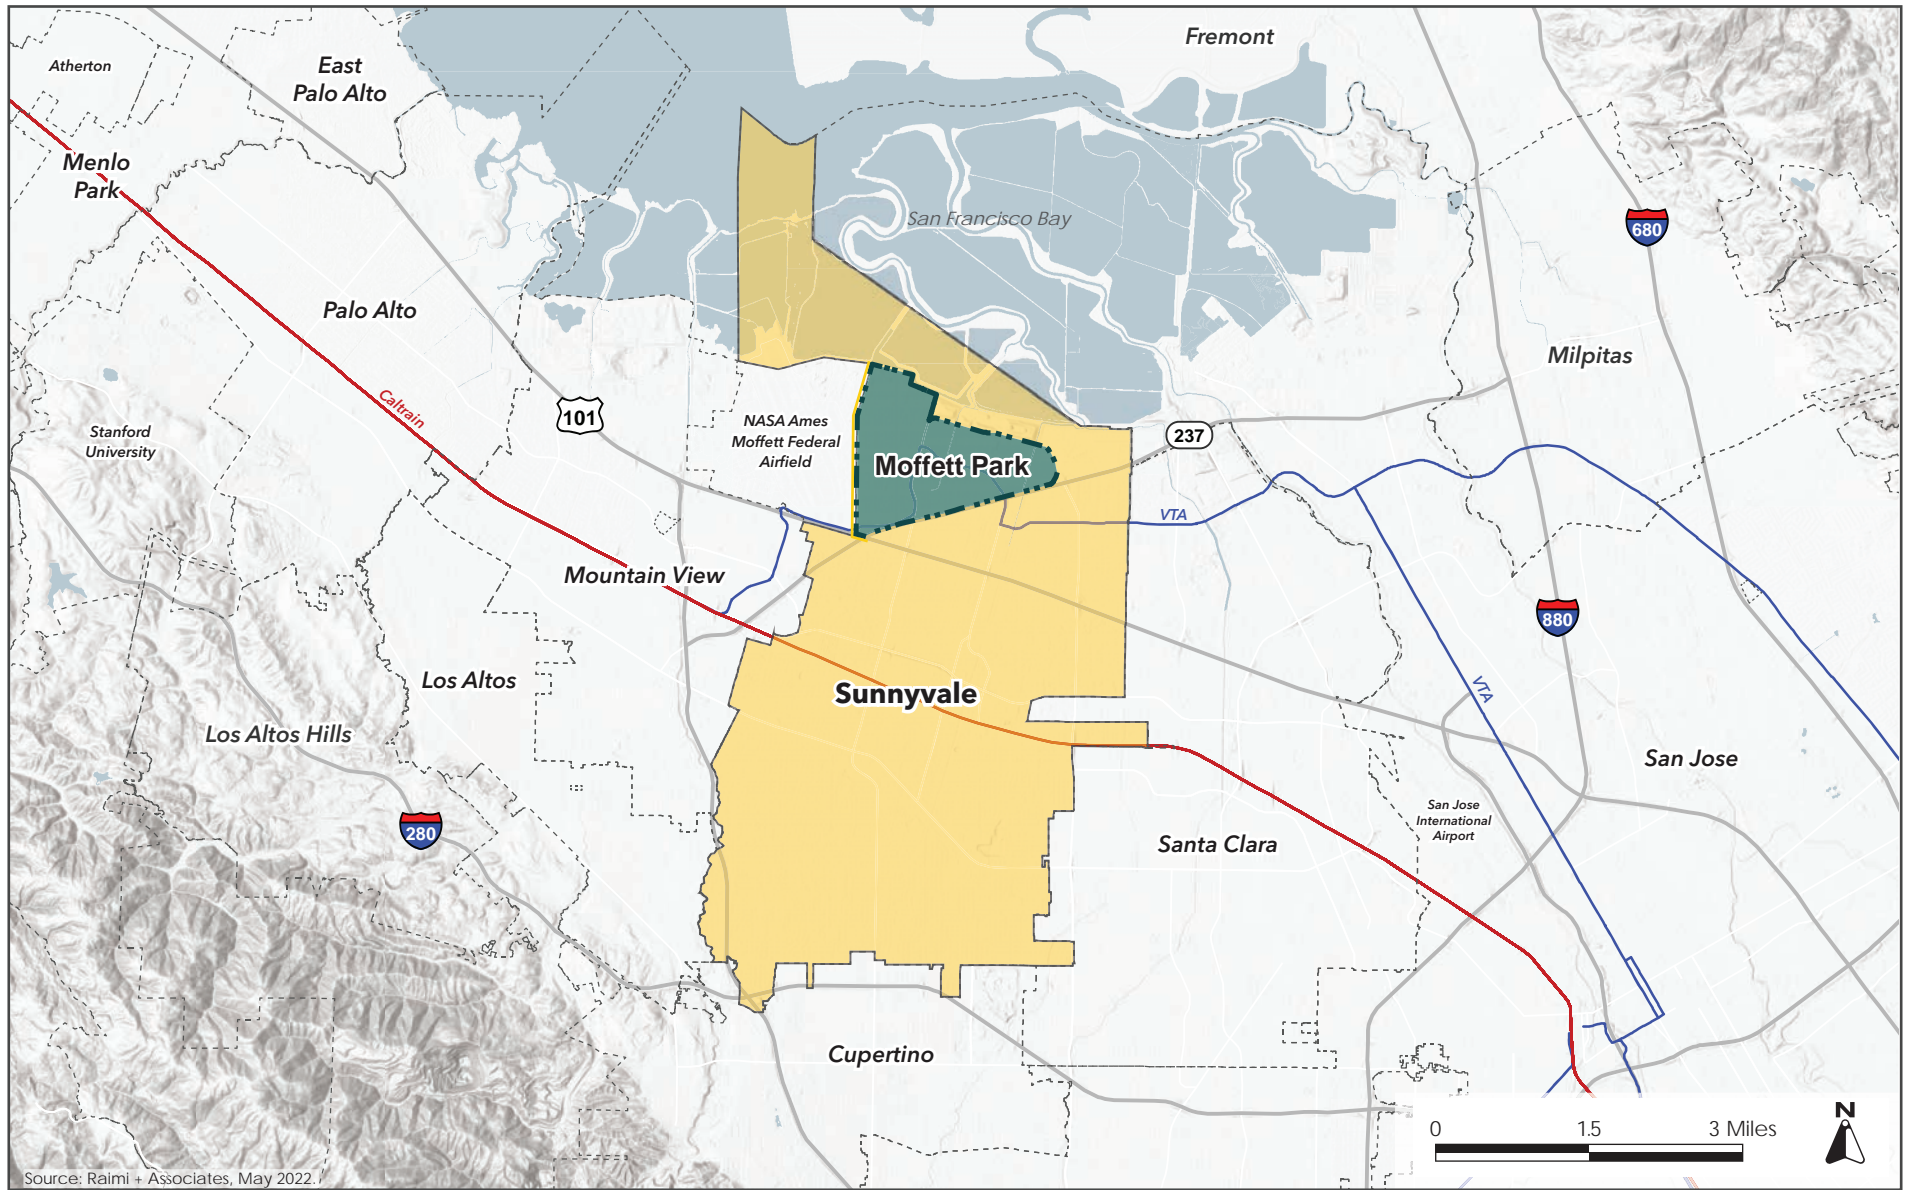 Fremont
Atherton
East
Palo Alto
Menlo
Park
San Francisco Bay
680
Palo Alto
Milpitas
Caltrain
101
NASA Ames
Moffett Federal
Airfield
237
Stanford
University
Moffett Park
VTA
Mountain View
880
Los Altos
Sunnyvale
VTA
Los Altos Hills
San Jose
San Jose
International
Airport
280
Santa Clara
Cupertino
N
0 1.5 3 Miles
Source: Raimi + Associates, May 2022.